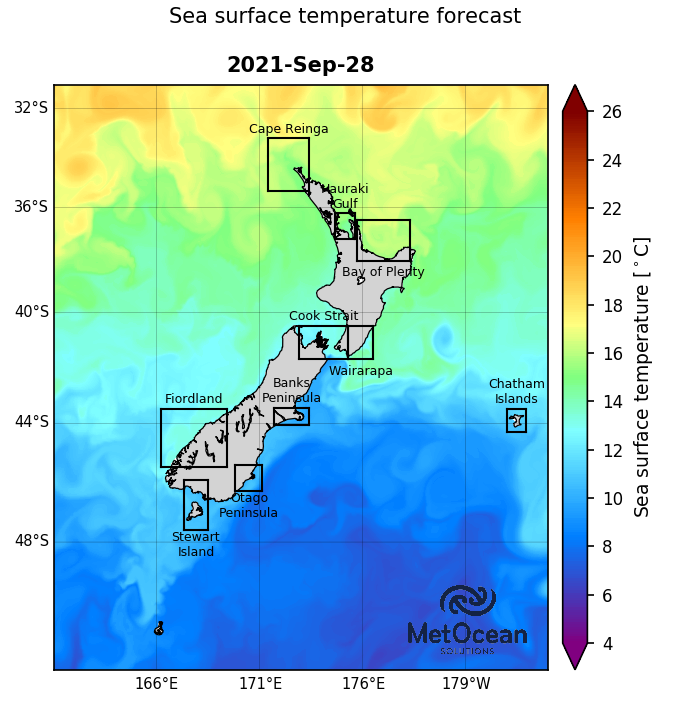 Sea surface temperature forecast
2021-Sep-28
32°S
36°S
40°S
44°S
48°S
166°E
171°E
176°E
179°W
Cape Reinga
Hauraki
Gulf
Bay of Plenty
Cook Strait
Wairarapa
Banks
Peninsula
Fiordland
Chatham
Islands
Otago
Peninsula
Stewart
Island
MetOcean
SOLUTIONS
26
24
22
20
18
16
14
12
10
8
6
4
Sea surface temperature [°C]